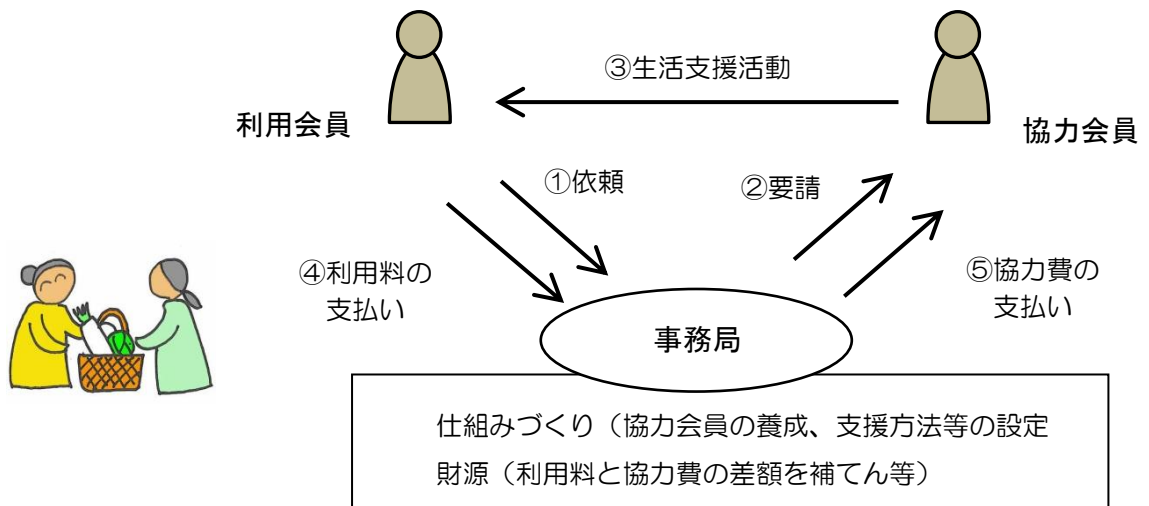 ③生活支援活動
利用会員
協力会員
①依頼
②要請
④利用料の
支払い
⑤協力費の
支払い
事務局
仕組みづくり（協力会員の養成、支援方法等の設定
財源（利用料と協力費の差額を補てん等）